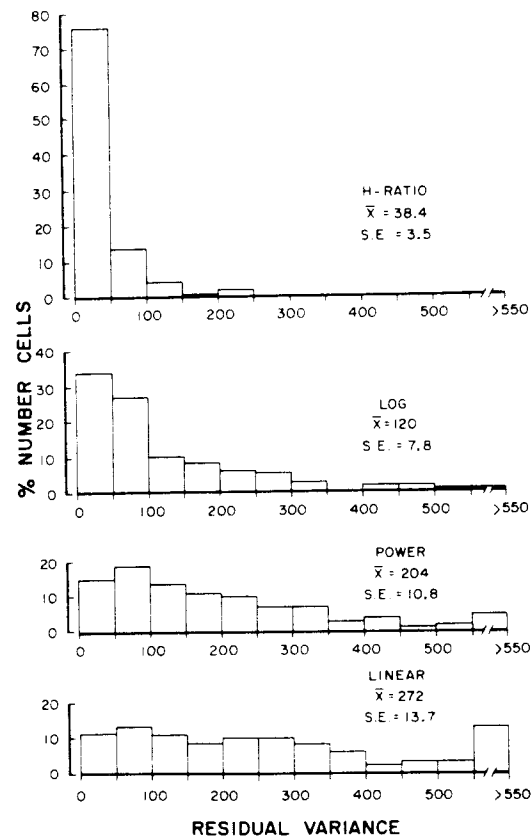 80
70
60
50
40
30
20
10
0
H-RATIO
X̄ = 38.4
S.E. = 3.5
0 100 200 300 400 500 >550
% NUMBER CELLS
40
30
20
10
0
LOG
X̄ = 120
S.E. = 7.8
0 100 200 300 400 500 >550
20
10
0
POWER
X̄ = 204
S.E. = 10.8
0 100 200 300 400 500 >550
20
10
0
LINEAR
X̄ = 272
S.E. = 13.7
0 100 200 300 400 500 >550
RESIDUAL VARIANCE